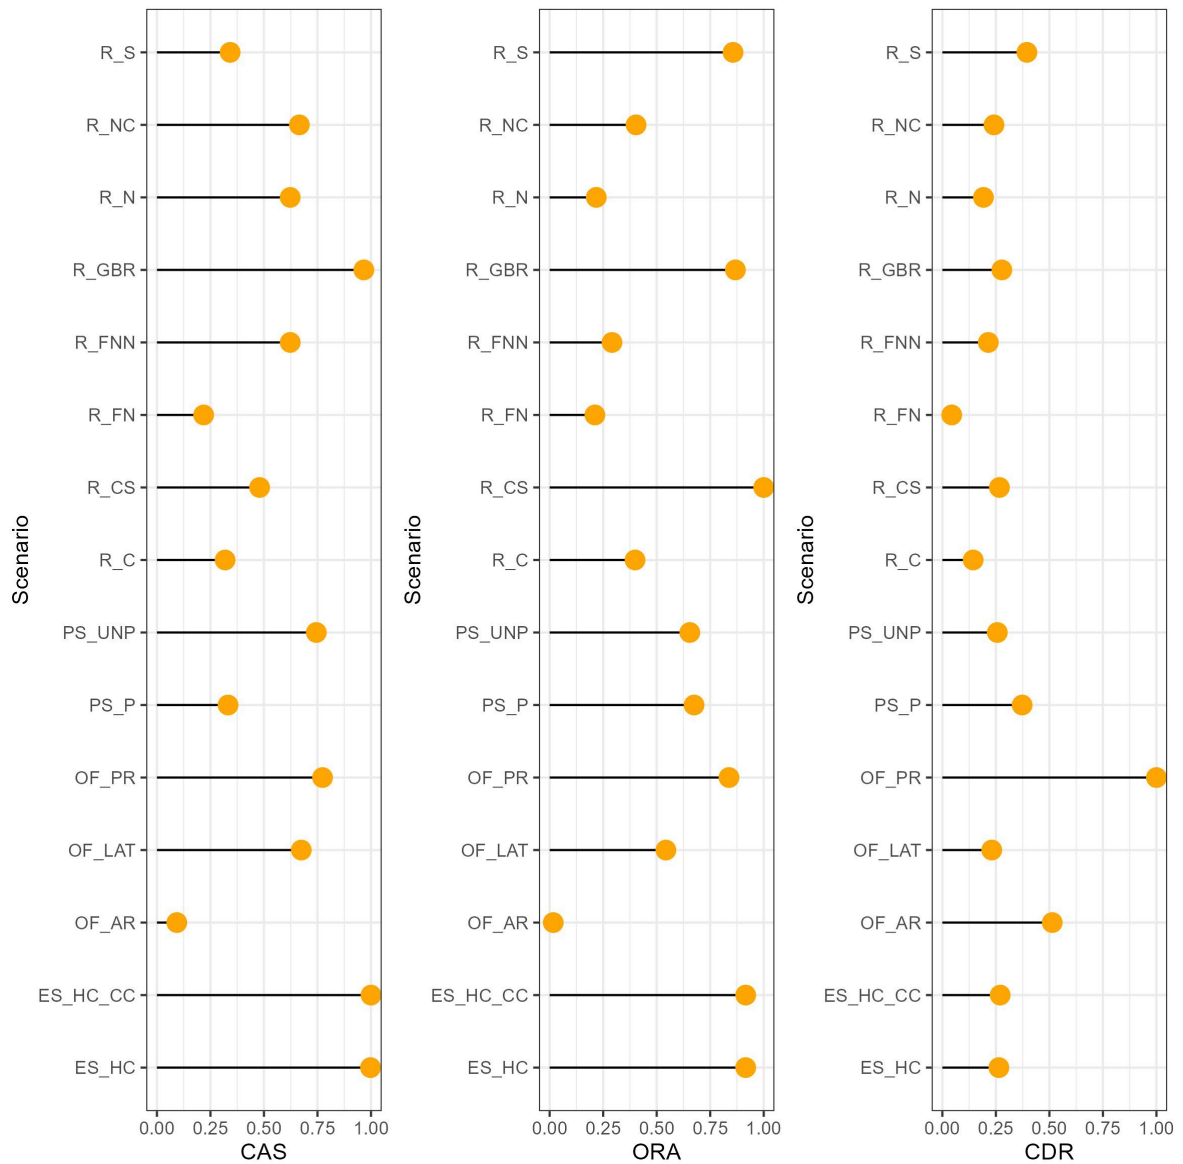 Scenario
R_S
R_NC
R_N
R_GBR
R_FNN
R_FN
R_CS
R_C
PS_UNP
PS_P
OF_PR
OF_LAT
OF_AR
ES_HC_CC
ES_HC
0.00 0.25 0.50 0.75 1.00
CAS
Scenario
R_S
R_NC
R_N
R_GBR
R_FNN
R_FN
R_CS
R_C
PS_UNP
PS_P
OF_PR
OF_LAT
OF_AR
ES_HC_CC
ES_HC
0.00 0.25 0.50 0.75 1.00
ORA
Scenario
R_S
R_NC
R_N
R_GBR
R_FNN
R_FN
R_CS
R_C
PS_UNP
PS_P
OF_PR
OF_LAT
OF_AR
ES_HC_CC
ES_HC
0.00 0.25 0.50 0.75 1.00
CDR